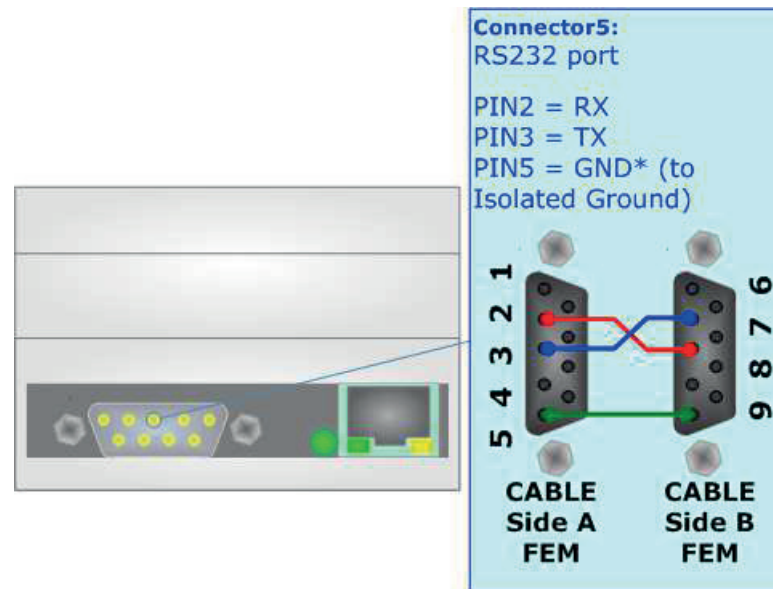 Connector5:
RS232 port
PIN2 = RX
PIN3 = TX
PIN5 = GND* (to
Isolated Ground)
1
2
3
4
5
6
7
8
9
CABLE
Side A
FEM
CABLE
Side B
FEM